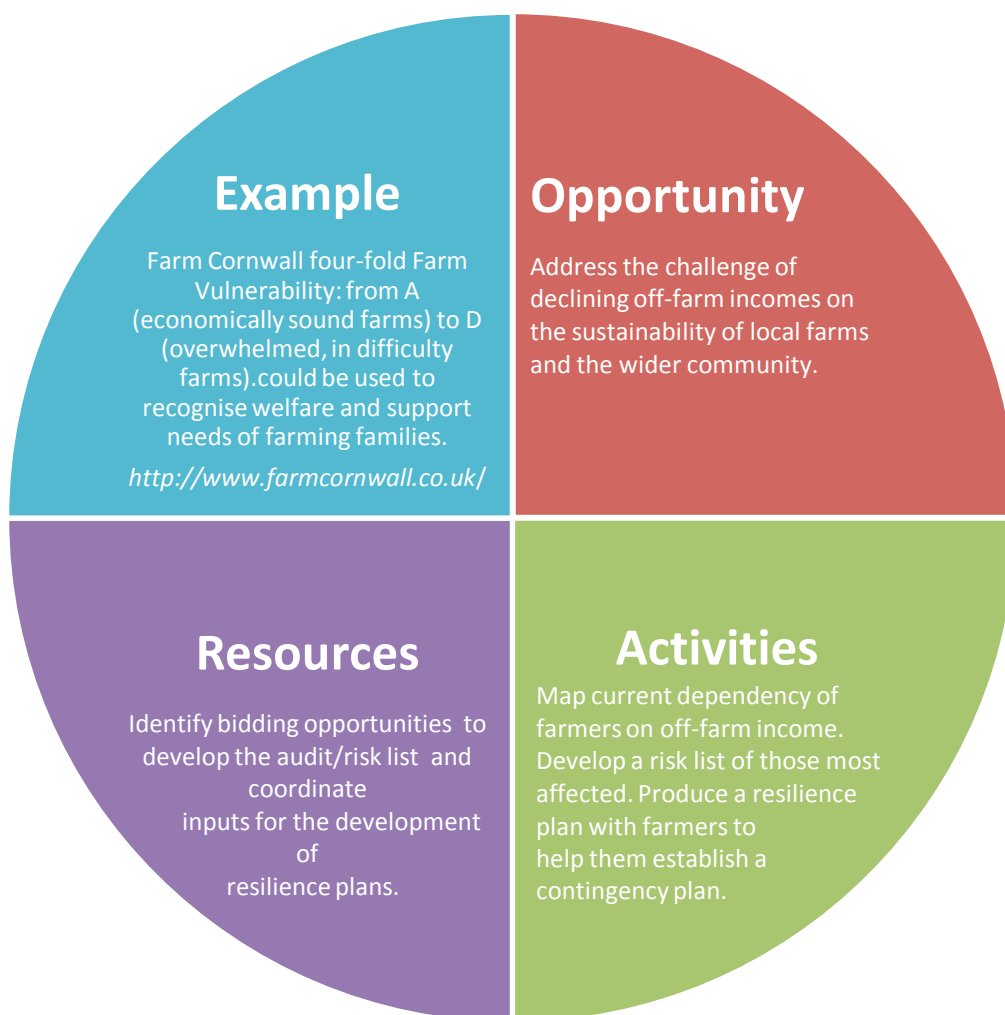 Example
Farm Cornwall four-fold Farm
Vulnerability: from A
(economically sound farms) to D
(overwhelmed, in difficulty
farms).could be used to
recognise welfare and support
needs of farming families.
http://www.farmcornwall.co.uk/
Opportunity
Address the challenge of
declining off-farm incomes on
the sustainability of local farms
and the wider community.
Resources
Identify bidding opportunities to
develop the audit/risk list and
coordinate
inputs for the development
of
resilience plans.
Activities
Map current dependency of
farmers on off-farm income.
Develop a risk list of those most
affected. Produce a resilience
plan with farmers to
help them establish a
contingency plan.